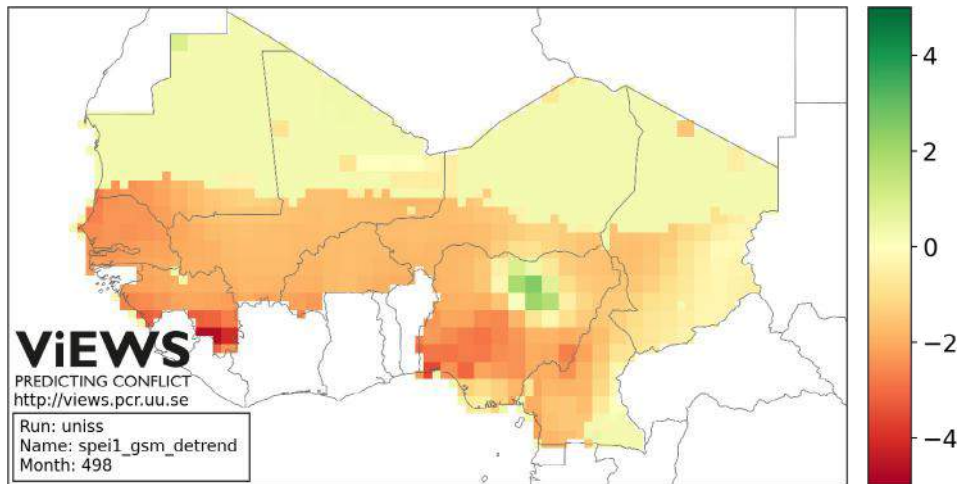 ViEWS
PREDICTING CONFLICT
http://views.pcr.uu.se
Run: uniss
Name: spei1_gsm_detrend
Month: 498
4
2
0
−2
−4